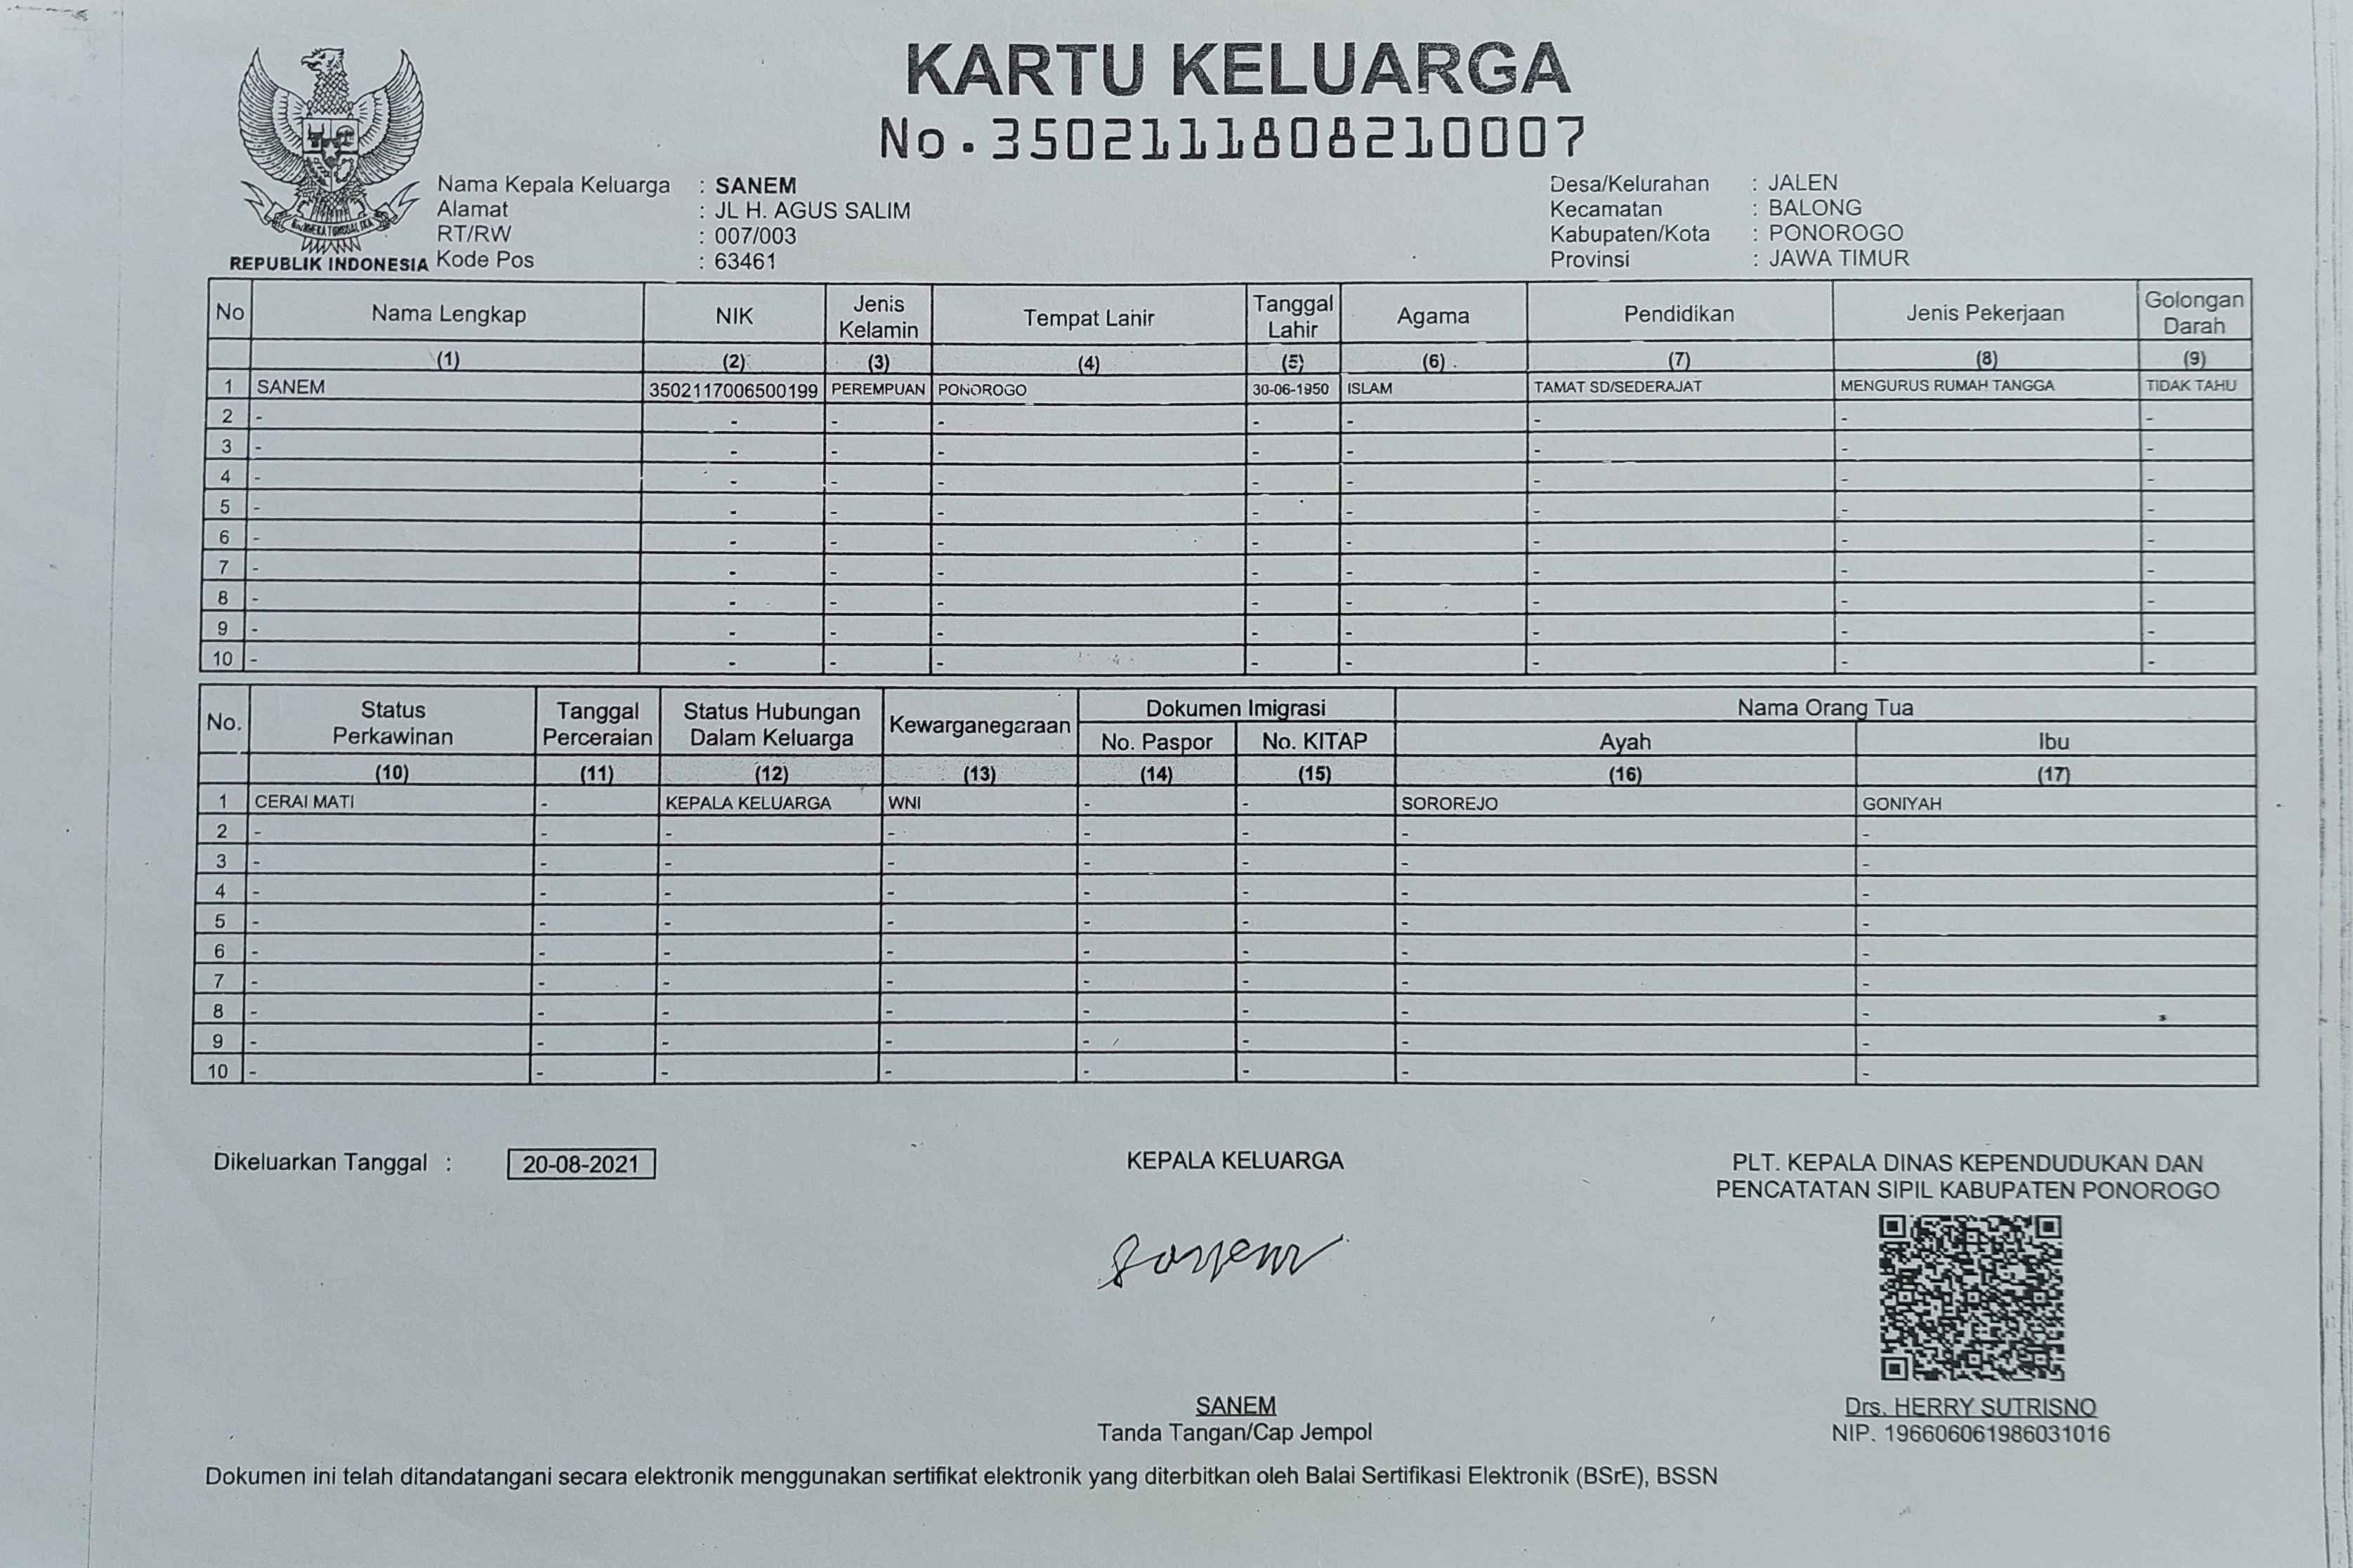 KARTU KELUARGA
No.3502111808210007
REPUBLIK INDONESIA
Nama Kepala Keluarga : SANEM
Alamat : JL H. AGUS SALIM
RT/RW : 007/003
Kode Pos : 63461
Desa/Kelurahan : JALEN
Kecamatan : BALONG
Kabupaten/Kota : PONOROGO
Provinsi : JAWA TIMUR
No Nama Lengkap NIK Jenis Kelamin Tempat Lahir Tanggal Lahir Agama Pendidikan Jenis Pekerjaan Golongan Darah
(1) (2) (3) (4) (5) (6) (7) (8) (9)
1 SANEM 3502117006500199 PEREMPUAN PONOROGO 30-06-1950 ISLAM TAMAT SD/SEDERAJAT MENGURUS RUMAH TANGGA TIDAK TAHU
2 - - - - - - - - -
3 - - - - - - - - -
4 - - - - - - - - -
5 - - - - - - - - -
6 - - - - - - - - -
7 - - - - - - - - -
8 - - - - - - - - -
9 - - - - - - - - -
10 - - - - - - - - -
No. Status Perkawinan Tanggal Perceraian Status Hubungan Dalam Keluarga Kewarganegaraan Dokumen Imigrasi Nama Orang Tua
No. Paspor No. KITAP Ayah Ibu
(10) (11) (12) (13) (14) (15) (16) (17)
1 CERAI MATI - KEPALA KELUARGA WNI - - SOROREJO GONIYAH
2 - - - - - - - -
3 - - - - - - - -
4 - - - - - - - -
5 - - - - - - - -
6 - - - - - - - -
7 - - - - - - - -
8 - - - - - - - -
9 - - - - - - - -
10 - - - - - - - -
Dikeluarkan Tanggal : 20-08-2021
KEPALA KELUARGA
Sanem
SANEM
Tanda Tangan/Cap Jempol
PLT. KEPALA DINAS KEPENDUDUKAN DAN
PENCATATAN SIPIL KABUPATEN PONOROGO
Drs. HERRY SUTRISNO
NIP. 196606061986031016
Dokumen ini telah ditandatangani secara elektronik menggunakan sertifikat elektronik yang diterbitkan oleh Balai Sertifikasi Elektronik (BSrE), BSSN